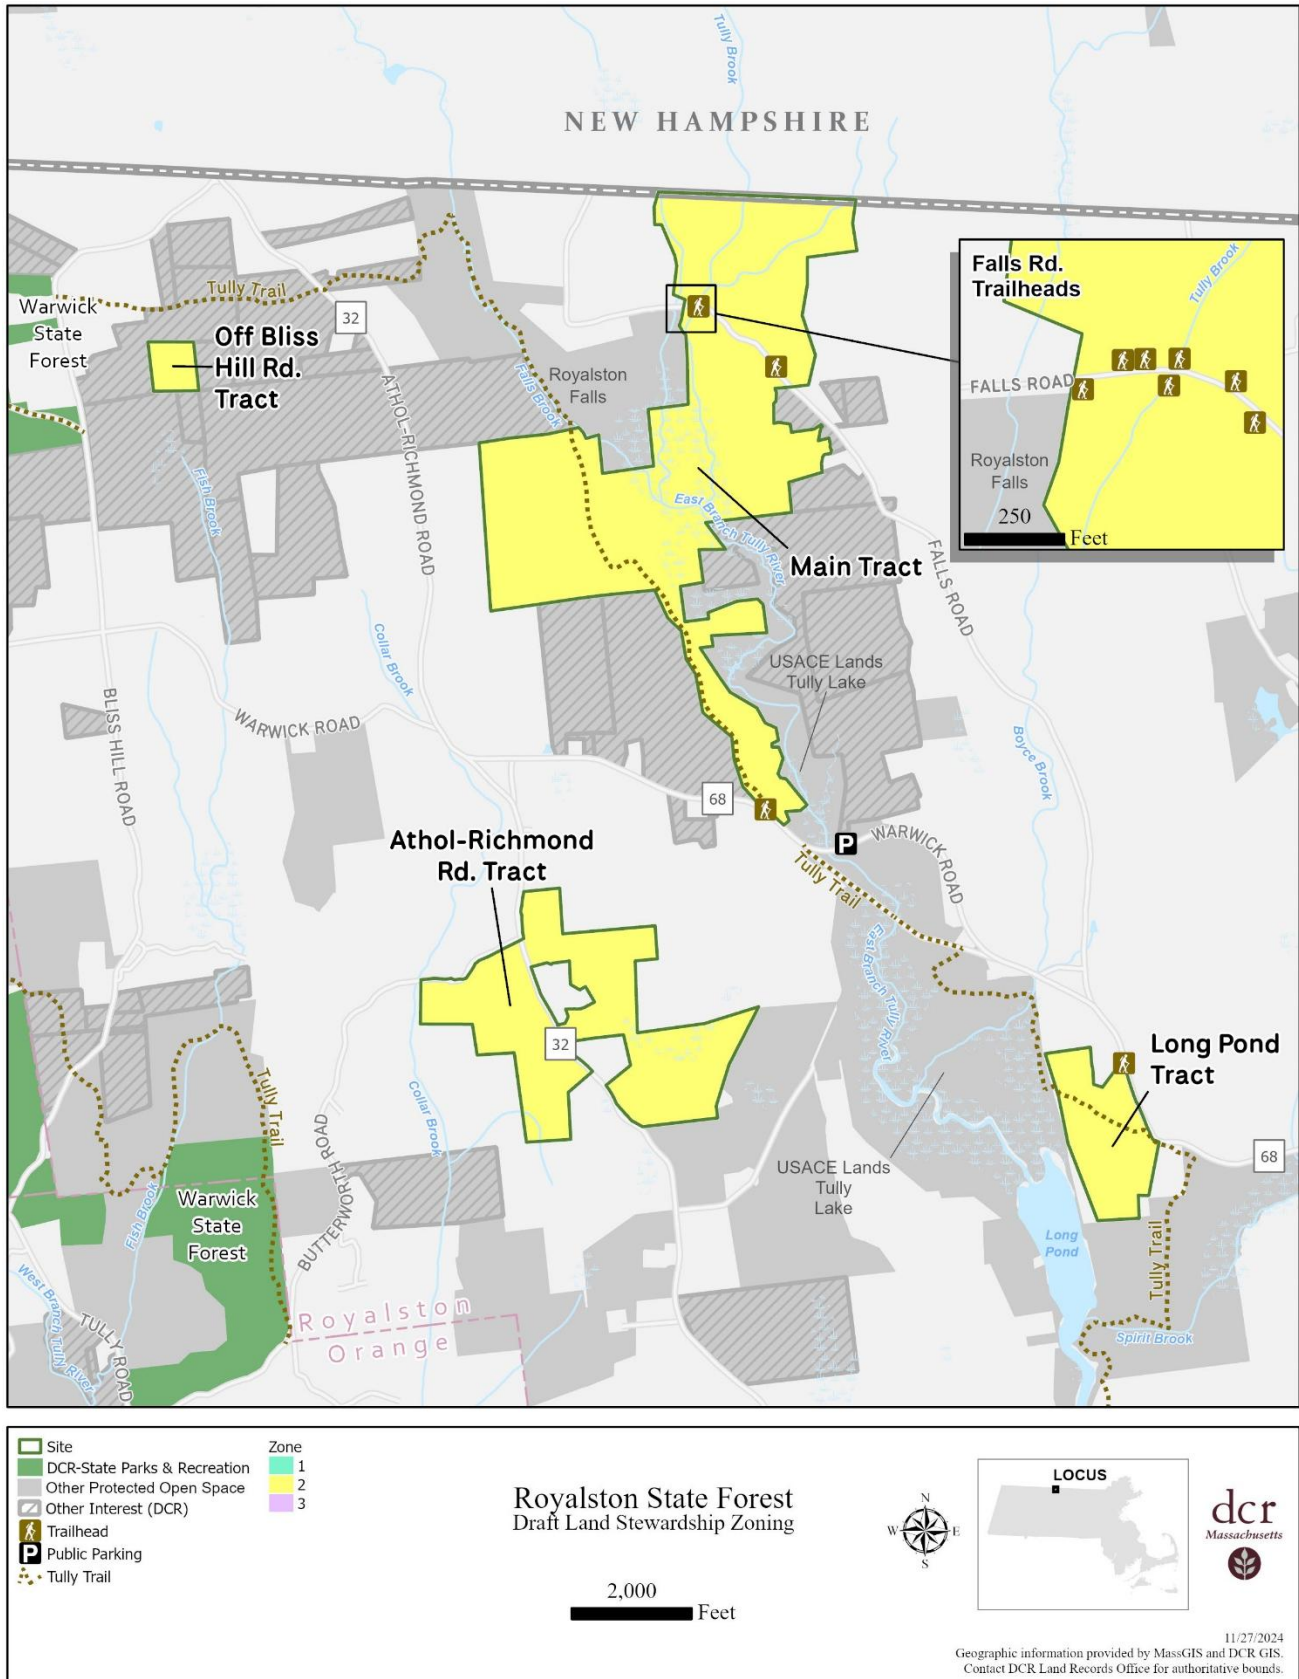 Tully Brook
NEW HAMPSHIRE
Falls Rd.
Trailheads
Tully Brook
FALLS ROAD
Royalston
Falls
250
Feet
Tully Trail
32
Warwick
State
Forest
Off Bliss
Hill Rd.
Tract
ATHOL-RICHMOND ROAD
Falls Brook
Royalston
Falls
Fish Brook
East Branch Tully River
Main Tract
FALLS ROAD
Collar Brook
USACE Lands
Tully Lake
BLISS HILL ROAD
WARWICK ROAD
Boyce Brook
68
P
WARWICK ROAD
Athol-Richmond
Rd. Tract
Tully Trail
East Branch Tully River
32
Long Pond
Tract
Tully Trail
Collar Brook
BUTTERWORTH ROAD
68
USACE Lands
Tully
Lake
Warwick
State
Forest
Fish Brook
Long
Pond
Tully Trail
West Branch Tully River
TULLY ROAD
Royalston
Orange
Spirit Brook
Site
DCR-State Parks & Recreation
Other Protected Open Space
Other Interest (DCR)
Trailhead
P Public Parking
Tully Trail
Zone
1
2
3
Royalston State Forest
Draft Land Stewardship Zoning
2,000
Feet
N
W E
S
LOCUS
dcr
Massachusetts
11/27/2024
Geographic information provided by MassGIS and DCR GIS.
Contact DCR Land Records Office for authoritative bounds.